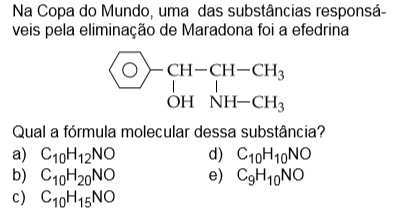 Na Copa do Mundo, uma das substâncias responsá-
veis pela eliminação de Maradona foi a efedrina
CH–CH–CH₃
OH NH–CH₃
Qual a fórmula molecular dessa substância?
a) C₁₀H₁₂NO d) C₁₀H₁₀NO
b) C₁₀H₂₀NO e) C₉H₁₀NO
c) C₁₀H₁₅NO